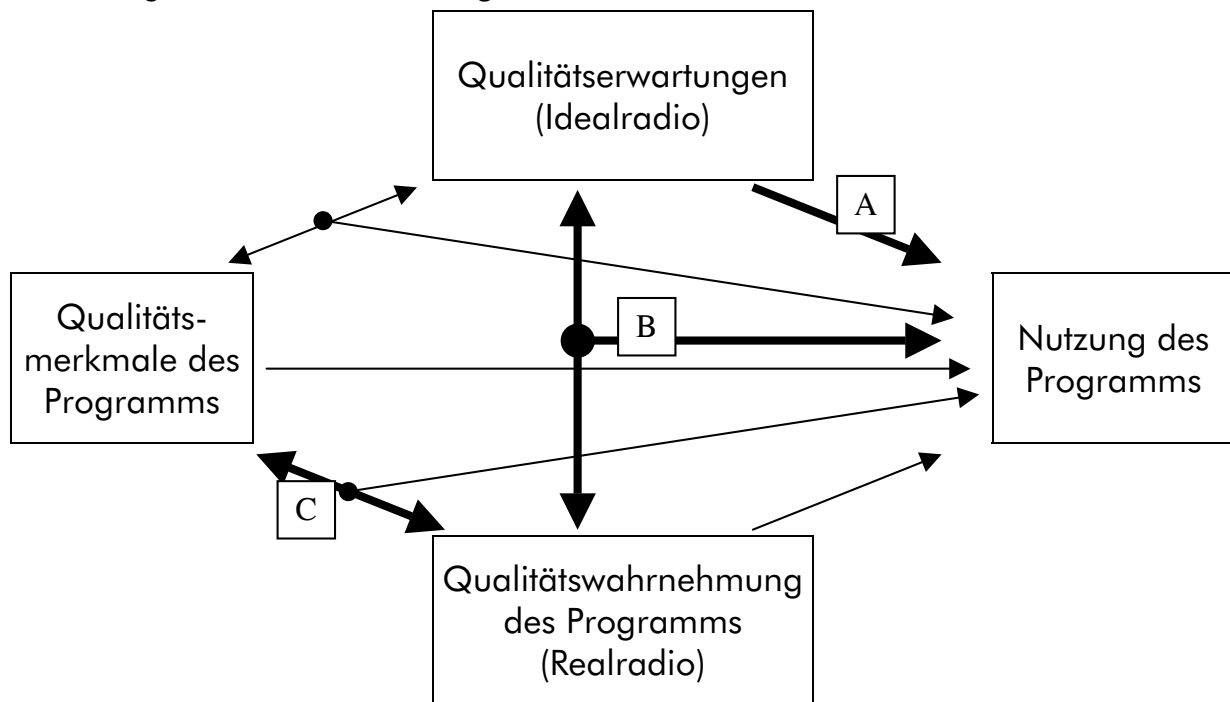 Qualitätserwartungen
(Idealradio)
A
Qualitäts-
merkmale des
Programms
B
Nutzung des
Programms
C
Qualitätswahrnehmung
des Programms
(Realradio)